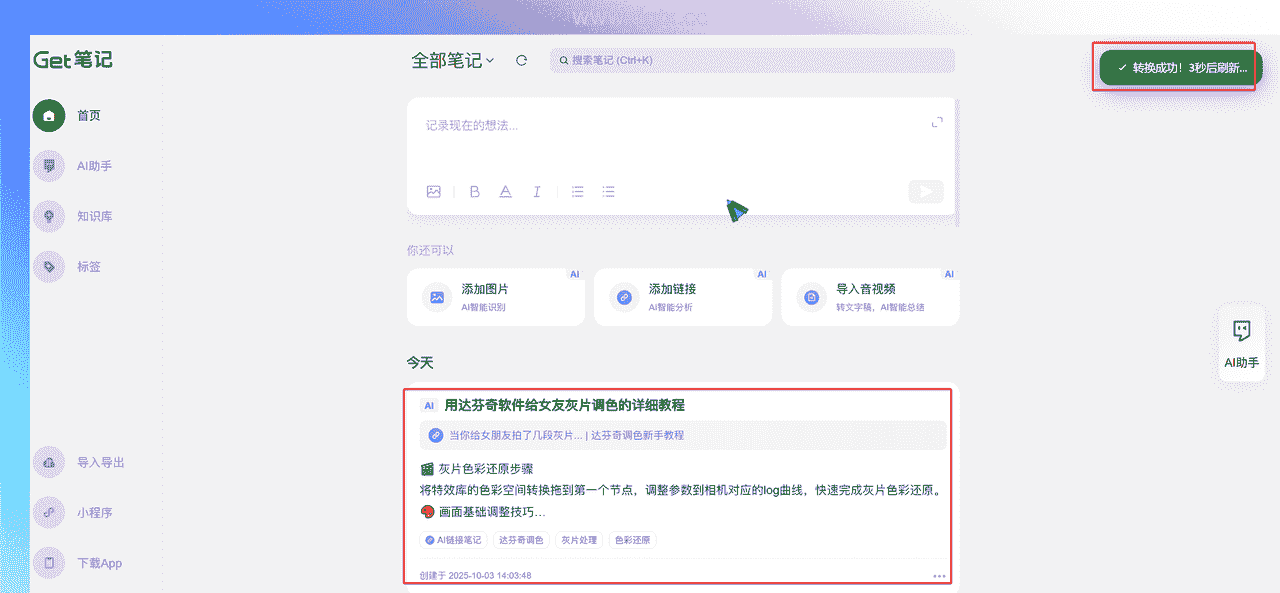 Get笔记
首页
AI助手
知识库
标签
导入导出
小程序
下载App
全部笔记
搜索笔记 (Ctrl+K)
转换成功！3秒后刷新...
记录现在的想法...
B A I
你还可以
AI
添加图片
AI智能识别
AI
添加链接
AI智能分析
AI
导入音视频
转文字稿，AI智能总结
AI助手
今天
AI 用达芬奇软件给女友灰片调色的详细教程
当你给女朋友拍了几段灰片... | 达芬奇调色新手教程
灰片色彩还原步骤
将特效库的色彩空间转换拖到第一个节点，调整参数到相机对应的log曲线，快速完成灰片色彩还原。
画面基础调整技巧...
AI链接笔记 达芬奇调色 灰片处理 色彩还原
创建于 2025-10-03 14:03:48